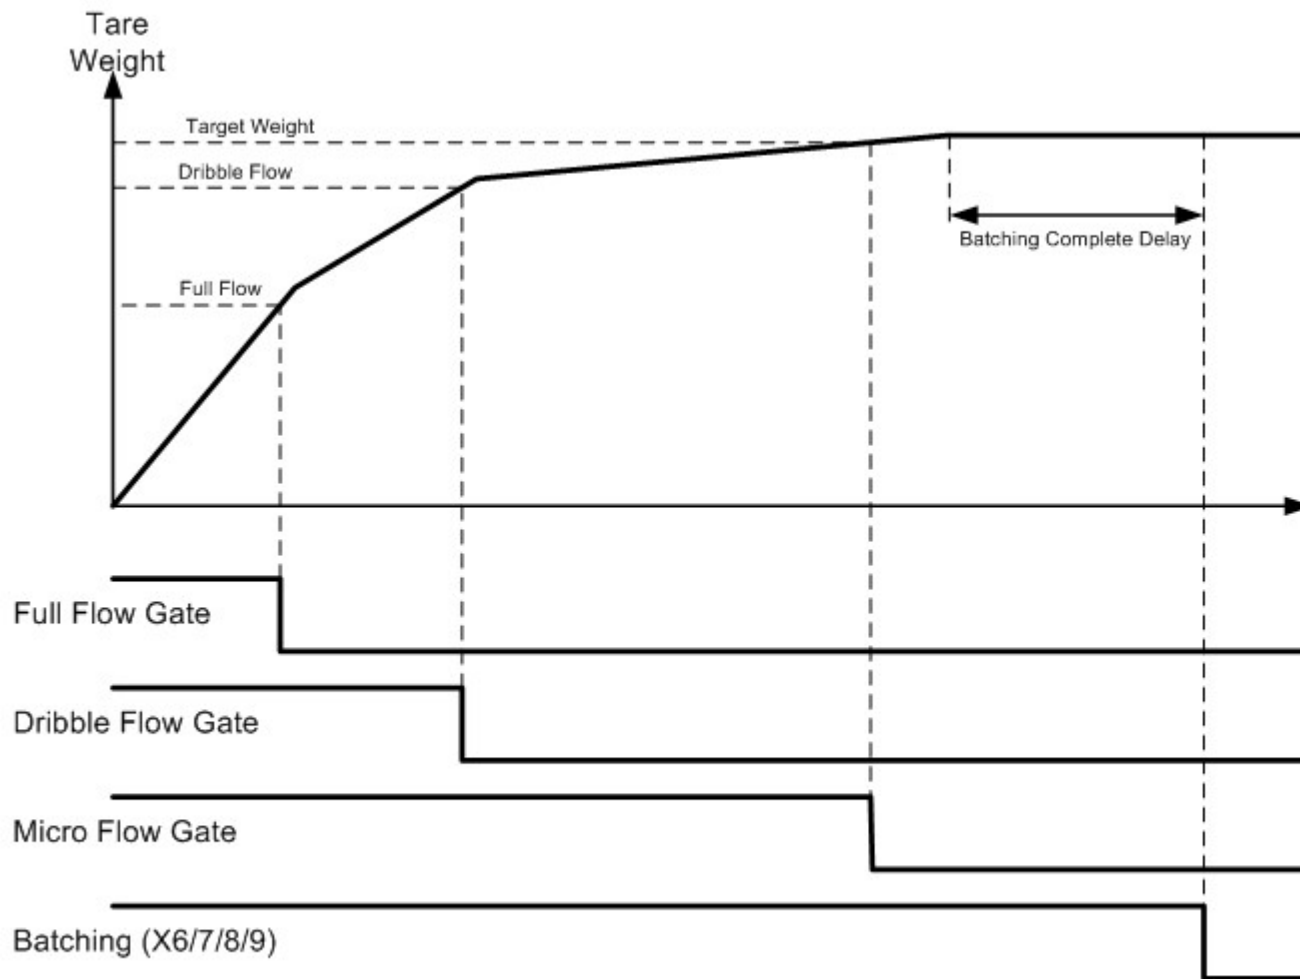 Tare
Weight
Target Weight
Dribble Flow
Batching Complete Delay
Full Flow
Full Flow Gate
Dribble Flow Gate
Micro Flow Gate
Batching (X6/7/8/9)